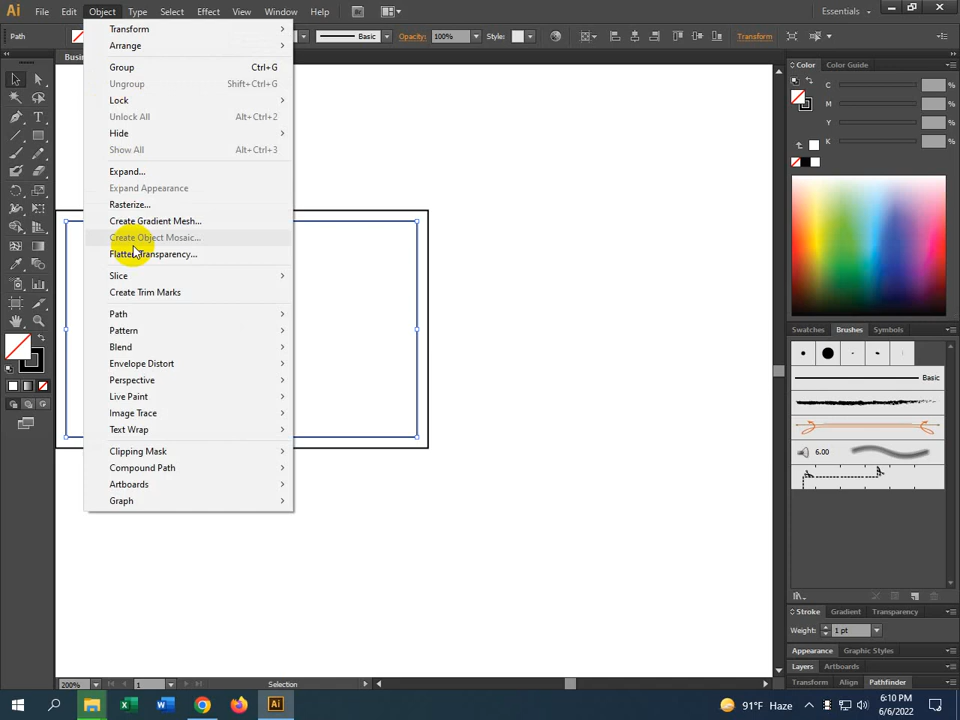 Ai File Edit Object Type Select Effect View Window Help Br Essentials
Path Basic Opacity: 100% Style: Transform
Busin
Transform
Arrange
Group Ctrl+G
Ungroup Shift+Ctrl+G
Lock
Unlock All Alt+Ctrl+2
Hide
Show All Alt+Ctrl+3
Expand...
Expand Appearance
Rasterize...
Create Gradient Mesh...
Create Object Mosaic...
Flatten Transparency...
Slice
Create Trim Marks
Path
Pattern
Blend
Envelope Distort
Perspective
Live Paint
Image Trace
Text Wrap
Clipping Mask
Compound Path
Artboards
Graph
Color Color Guide
C %
M %
Y %
K %
Swatches Brushes Symbols
Basic
6.00
Stroke Gradient Transparency
Weight: 1 pt
Appearance Graphic Styles
Layers Artboards
Transform Align Pathfinder
200% 1 Selection
91°F Haze
6:10 PM
6/6/2022